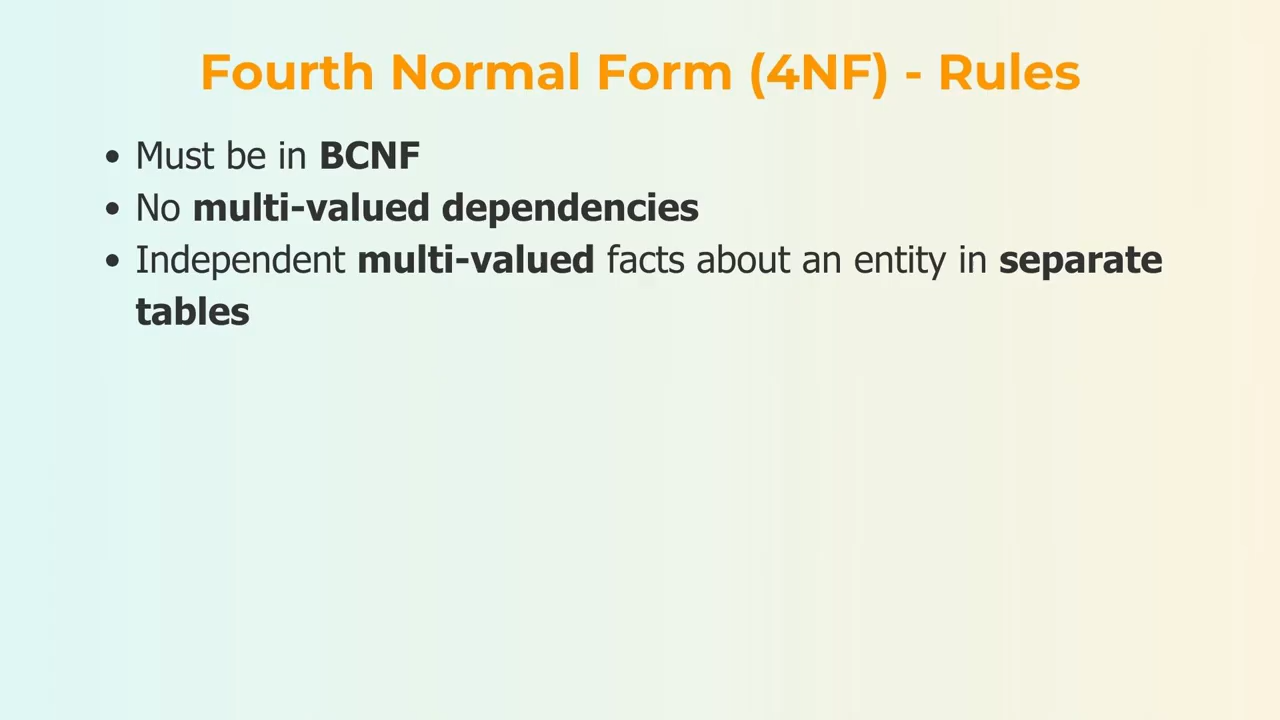 Fourth Normal Form (4NF) - Rules
• Must be in BCNF
• No multi-valued dependencies
• Independent multi-valued facts about an entity in separate
tables